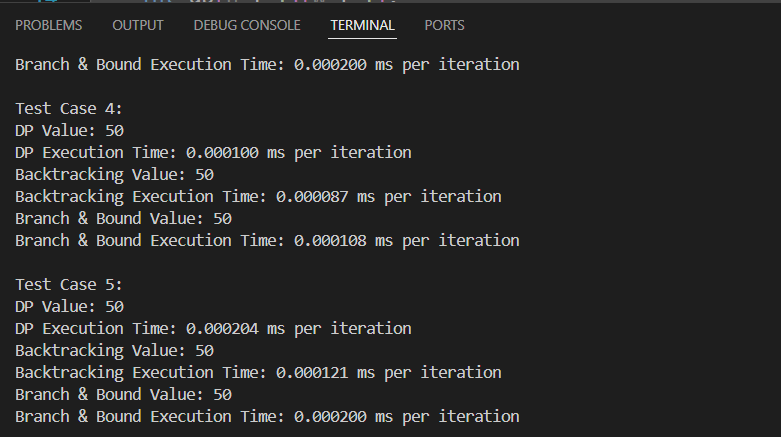 PROBLEMS OUTPUT DEBUG CONSOLE TERMINAL PORTS
Branch & Bound Execution Time: 0.000200 ms per iteration
Test Case 4:
DP Value: 50
DP Execution Time: 0.000100 ms per iteration
Backtracking Value: 50
Backtracking Execution Time: 0.000087 ms per iteration
Branch & Bound Value: 50
Branch & Bound Execution Time: 0.000108 ms per iteration
Test Case 5:
DP Value: 50
DP Execution Time: 0.000204 ms per iteration
Backtracking Value: 50
Backtracking Execution Time: 0.000121 ms per iteration
Branch & Bound Value: 50
Branch & Bound Execution Time: 0.000200 ms per iteration